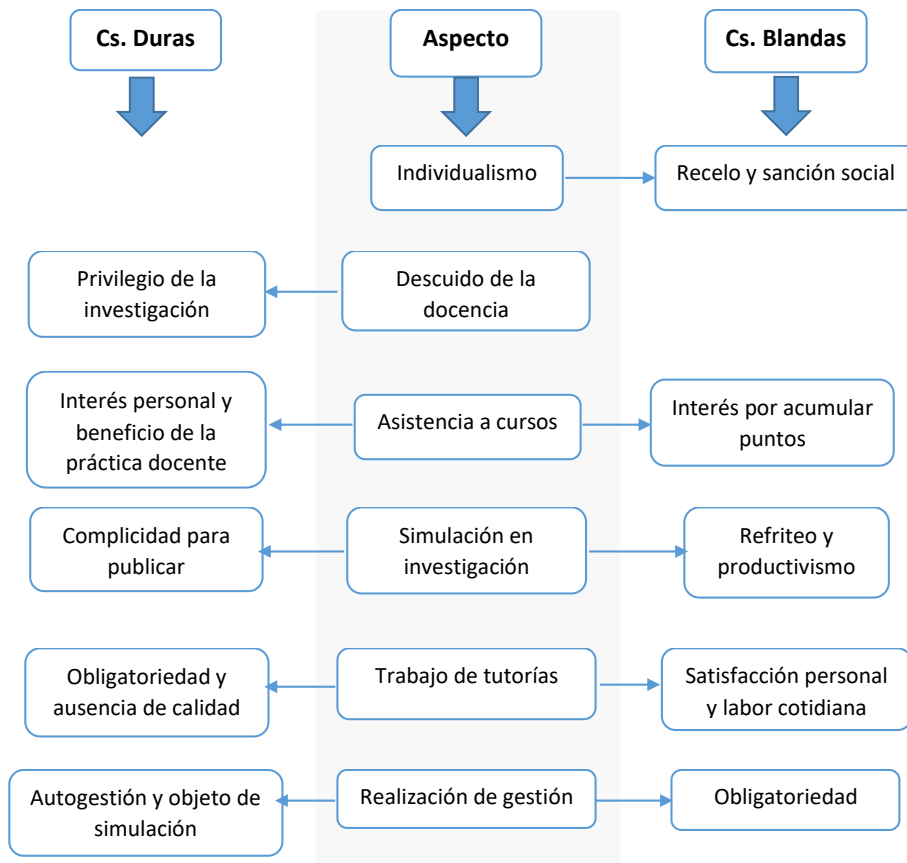 Cs. Duras
Aspecto
Cs. Blandas
Individualismo
Recelo y sanción social
Privilegio de la
investigación
Descuido de la
docencia
Interés personal y
beneficio de la
práctica docente
Asistencia a cursos
Interés por acumular
puntos
Complicidad para
publicar
Simulación en
investigación
Refriteo y
productivismo
Obligatoriedad y
ausencia de calidad
Trabajo de tutorías
Satisfacción personal
y labor cotidiana
Autogestión y objeto de
simulación
Realización de gestión
Obligatoriedad